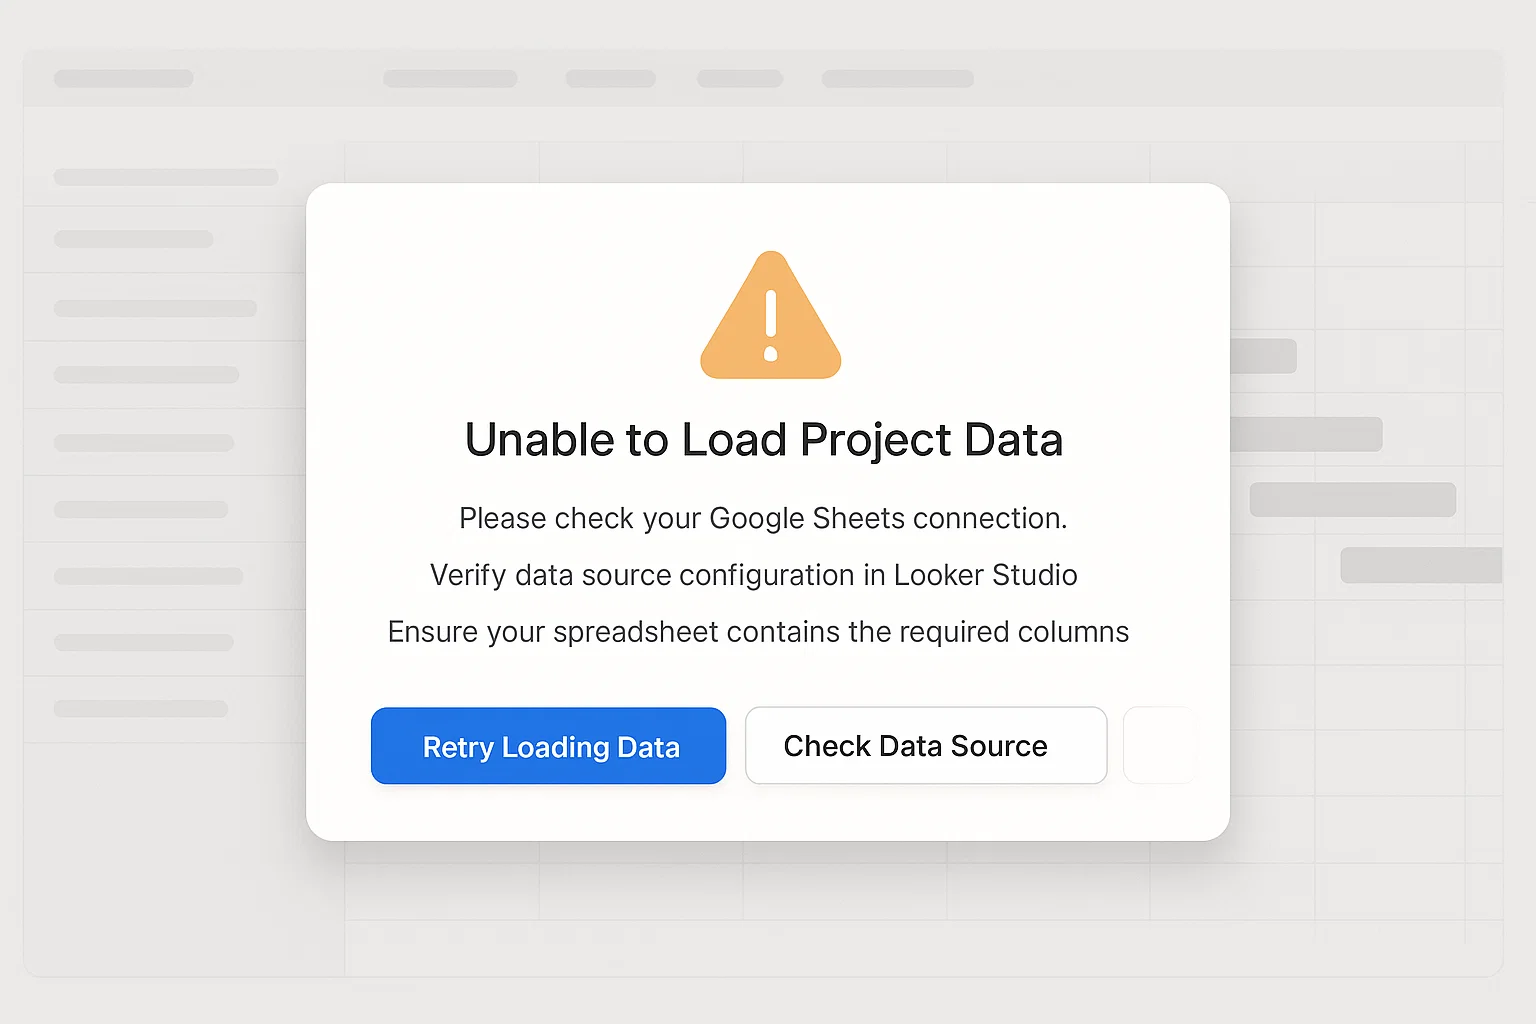 Unable to Load Project Data
Please check your Google Sheets connection.
Verify data source configuration in Looker Studio
Ensure your spreadsheet contains the required columns
Retry Loading Data
Check Data Source